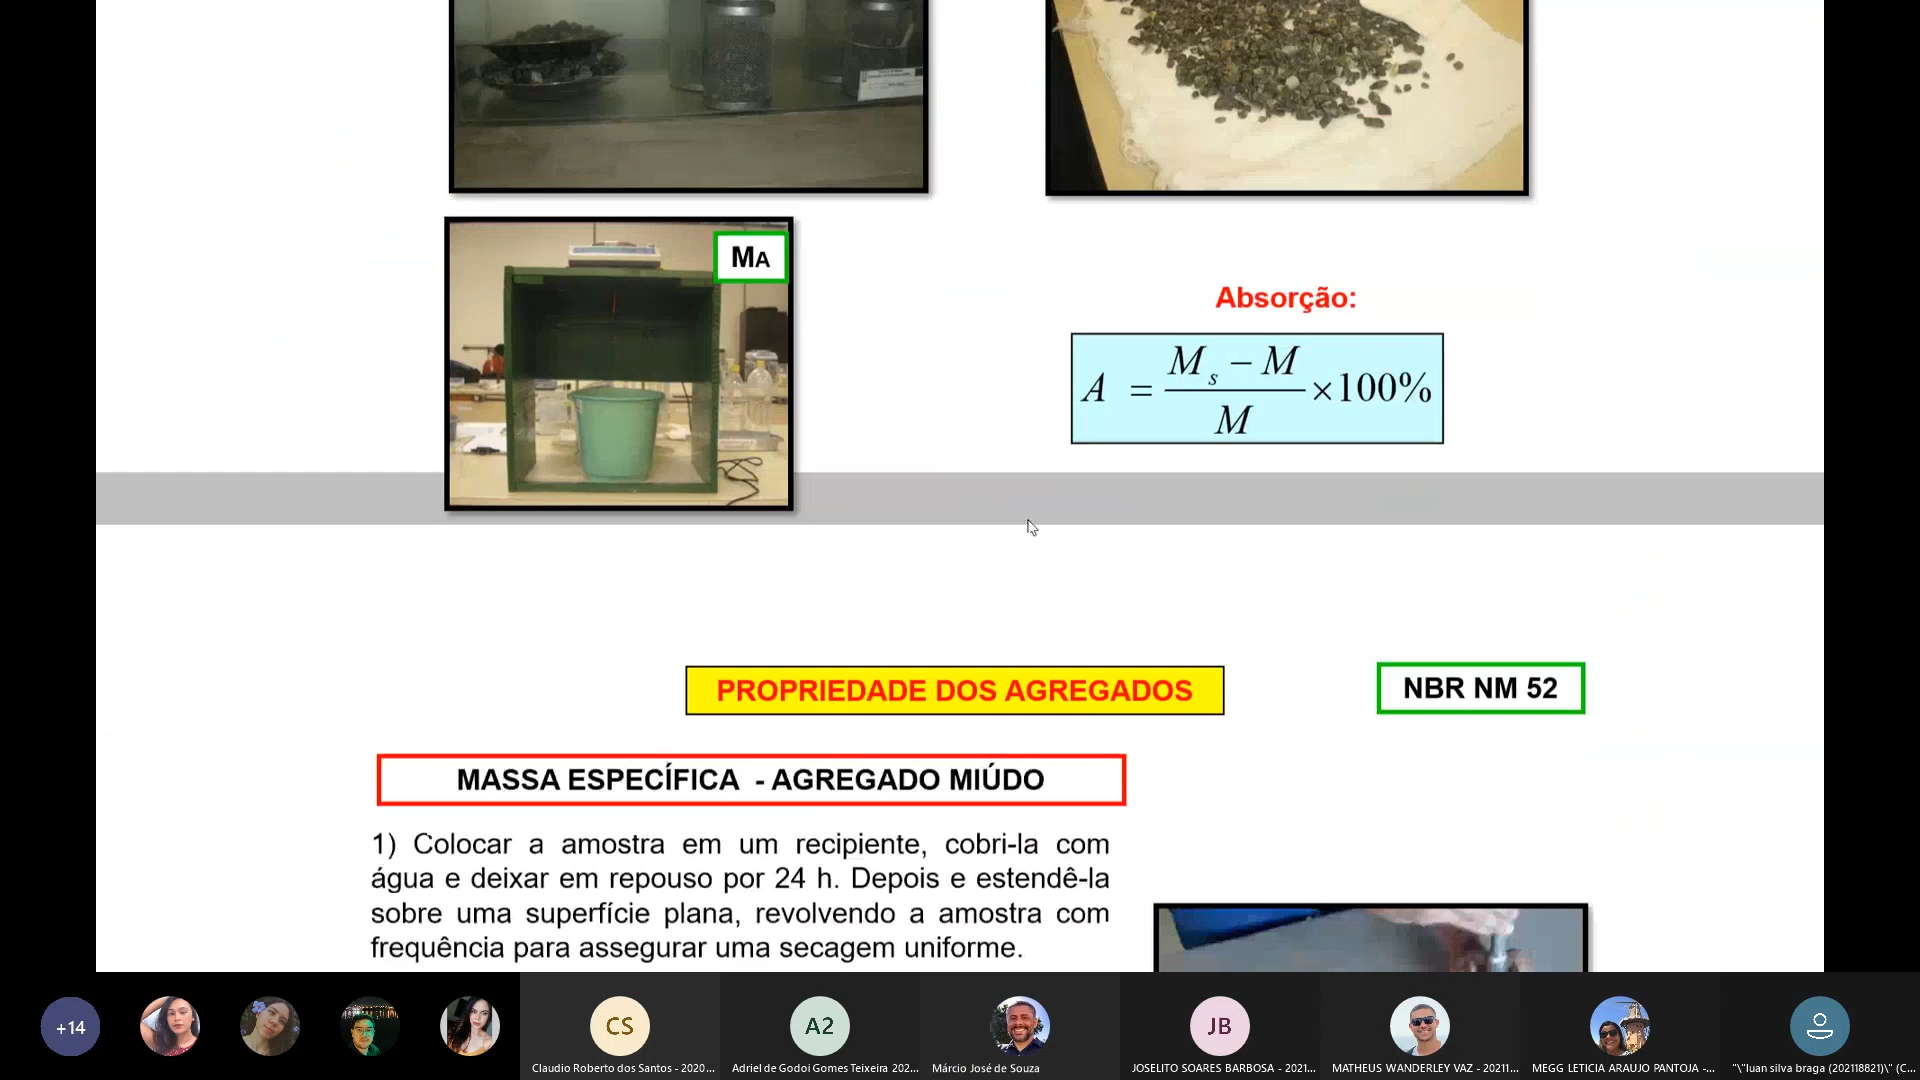 MA
Absorção:
A = Ms − M / M ×100%
PROPRIEDADE DOS AGREGADOS
NBR NM 52
MASSA ESPECÍFICA - AGREGADO MIÚDO
1) Colocar a amostra em um recipiente, cobri-la com
água e deixar em repouso por 24 h. Depois e estendê-la
sobre uma superfície plana, revolvendo a amostra com
frequência para assegurar uma secagem uniforme.
+14
CS
A2
JB
Claudio Roberto dos Santos - 2020...
Adriel de Godoi Gomes Teixeira 202...
Márcio José de Souza
JOSELITO SOARES BARBOSA - 2021...
MATHEUS WANDERLEY VAZ - 20211...
MEGG LETICIA ARAUJO PANTOJA -...
"\"luan silva braga (202118821)\" (C...